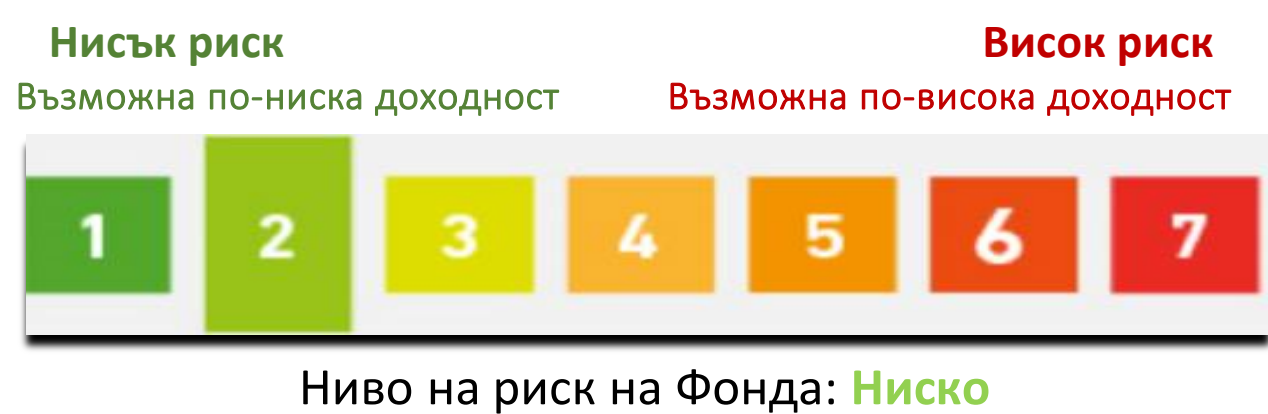 Нисък риск Висок риск
Възможна по-ниска доходност Възможна по-висока доходност
1 2 3 4 5 6 7
Ниво на риск на Фонда: Ниско